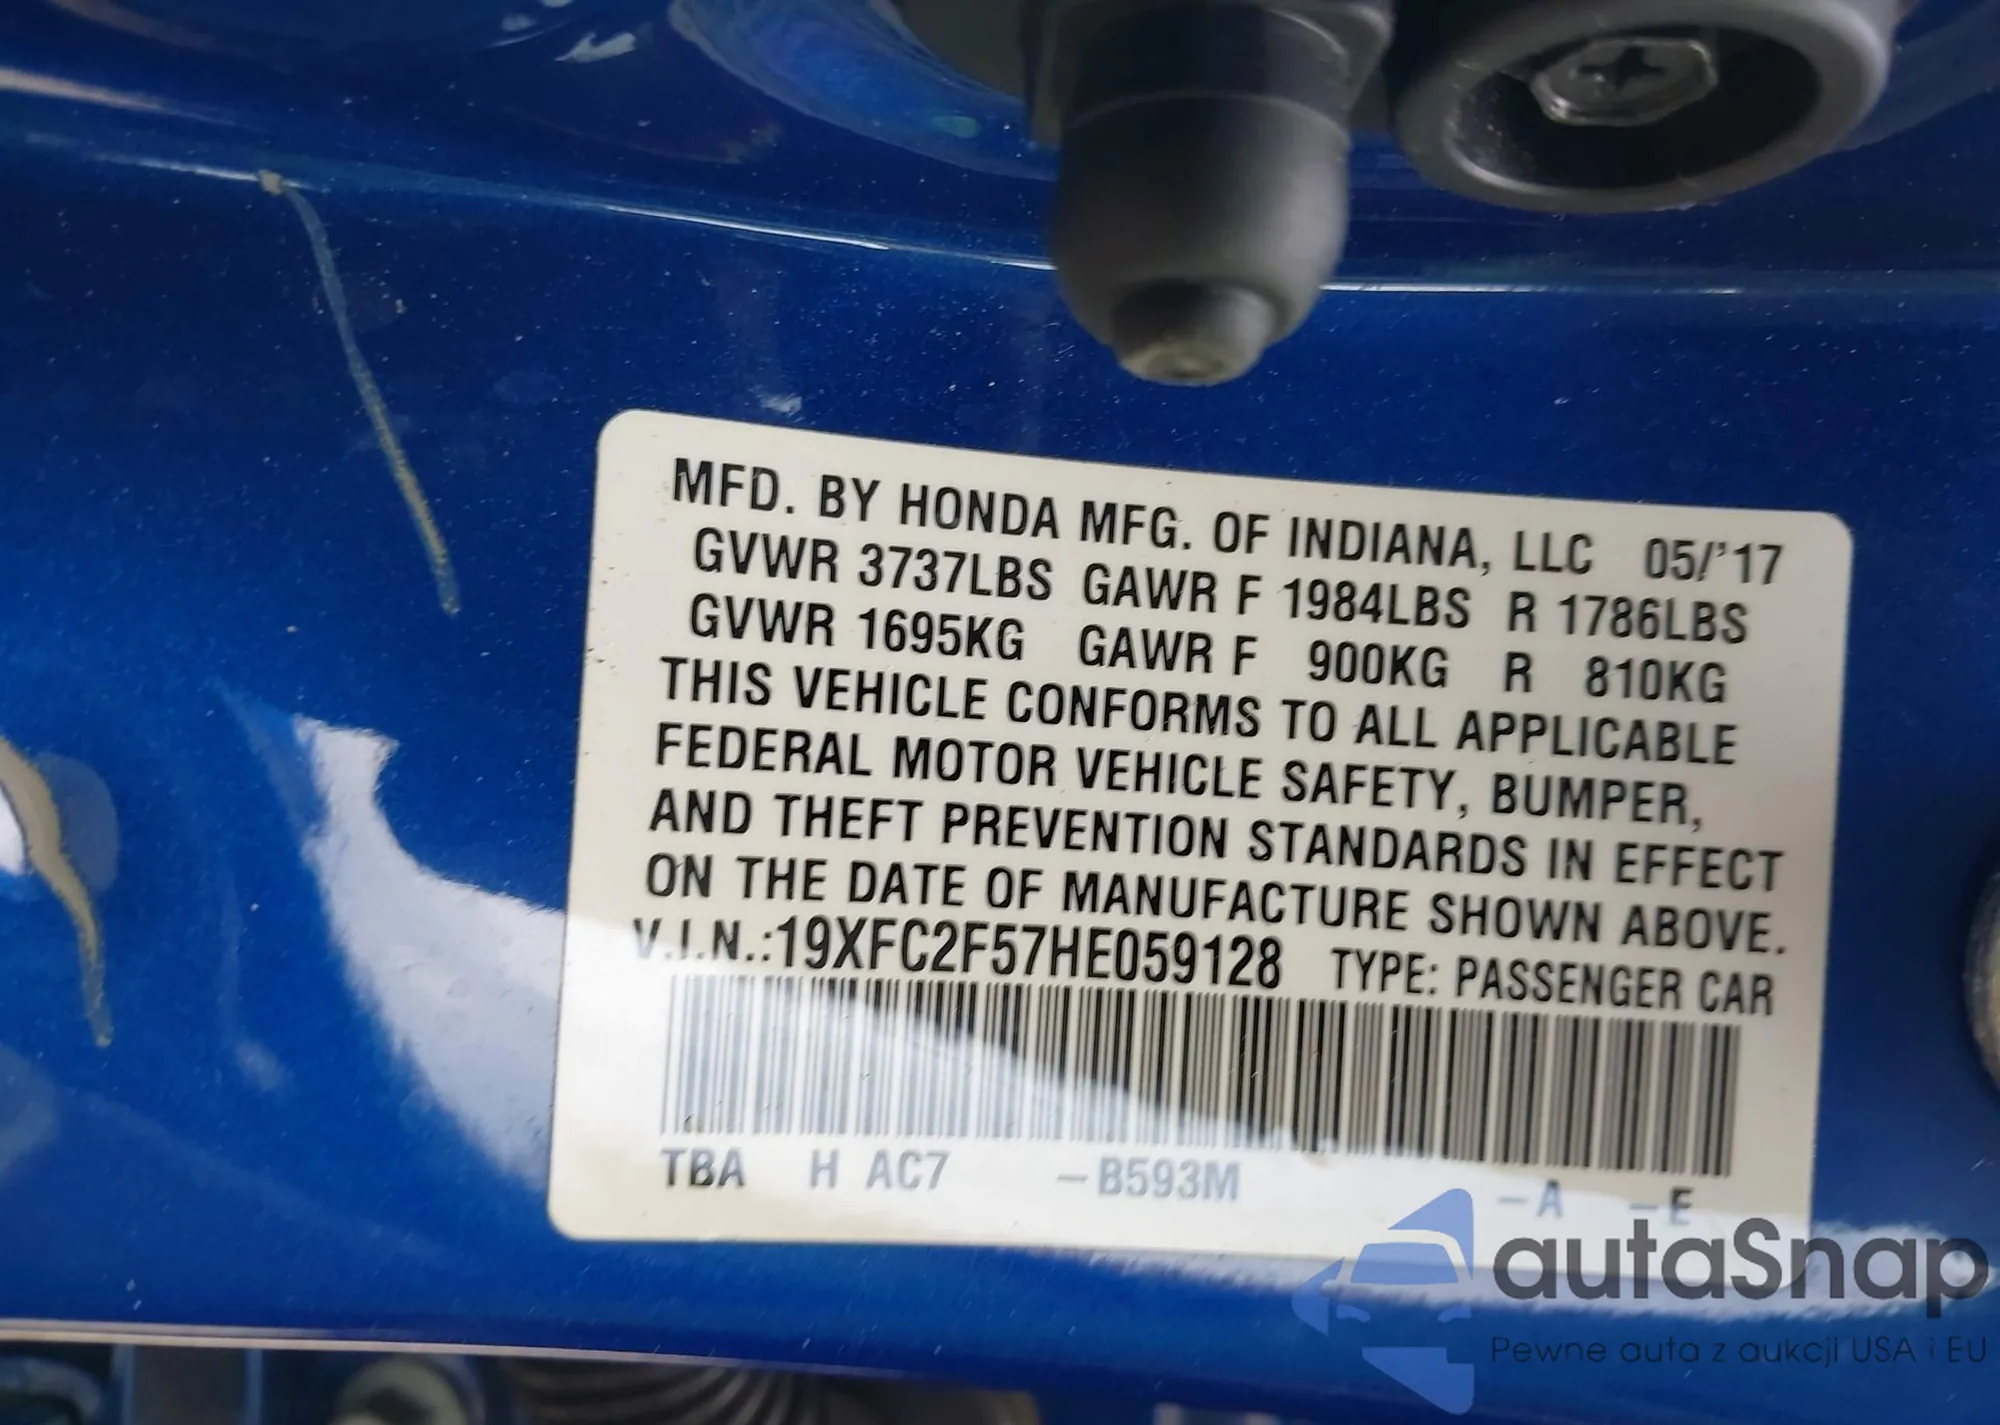 MFD. BY HONDA MFG. OF INDIANA, LLC 05/'17
GVWR 3737LBS GAWR F 1984LBS R 1786LBS
GVWR 1695KG GAWR F 900KG R 810KG
THIS VEHICLE CONFORMS TO ALL APPLICABLE
FEDERAL MOTOR VEHICLE SAFETY, BUMPER,
AND THEFT PREVENTION STANDARDS IN EFFECT
ON THE DATE OF MANUFACTURE SHOWN ABOVE.
V.I.N.:19XFC2F57HE059128 TYPE: PASSENGER CAR
TBA H AC7 -B593M -A -E
autaSnap
Pewne auta z aukcji USA i EU